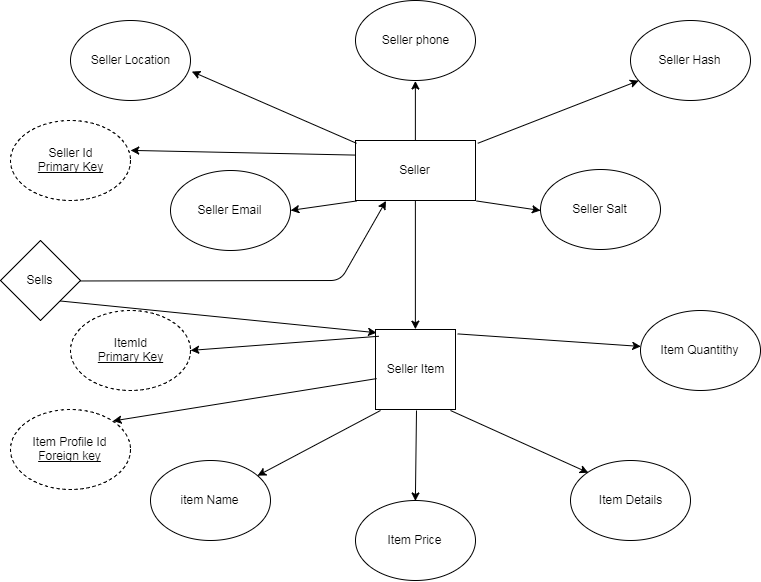 Seller phone
Seller Location
Seller Hash
Seller Id
Primary Key
Seller
Seller Email
Seller Salt
Sells
ItemId
Primary Key
Item Quantithy
Seller Item
Item Profile Id
Foreign key
item Name
Item Details
Item Price